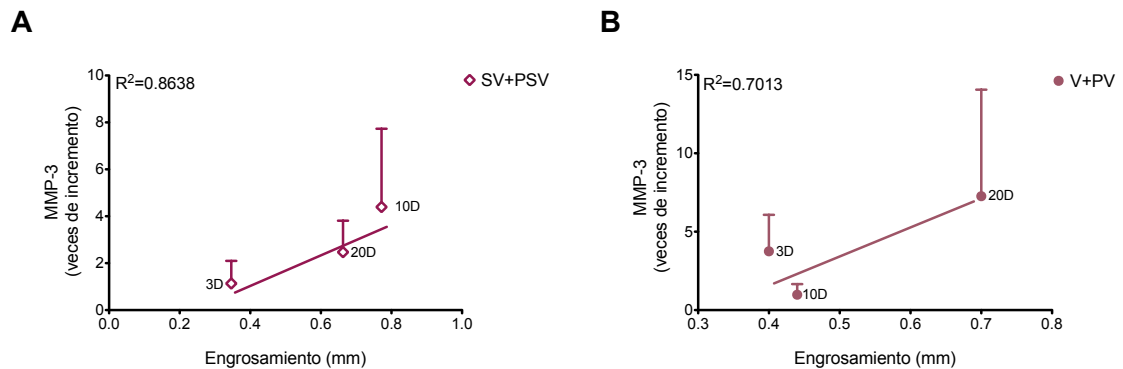 A
R²=0.8638
SV+PSV
MMP-3
(veces de incremento)
10
8
6
4
2
0
3D
20D
10D
0.0 0.2 0.4 0.6 0.8 1.0
Engrosamiento (mm)
B
R²=0.7013
V+PV
MMP-3
(veces de incremento)
15
10
5
0
3D
10D
20D
0.3 0.4 0.5 0.6 0.7 0.8
Engrosamiento (mm)